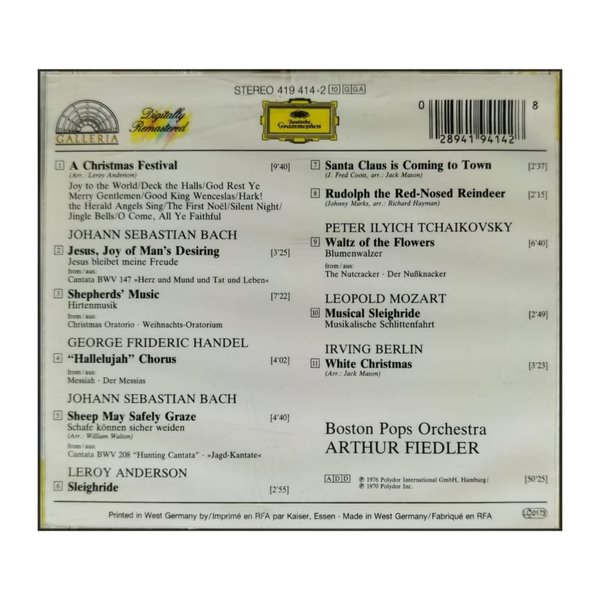 STEREO 419 414-2 10 G GA
GALLERIA
Digitally
Remastered
Deutsche
Grammophon
0
28941 94142
8
1 A Christmas Festival [9'40]
(Arr.: Leroy Anderson)
Joy to the World/Deck the Halls/God Rest Ye
Merry Gentlemen/Good King Wenceslas/Hark!
the Herald Angels Sing/The First Noël/Silent Night/
Jingle Bells/O Come, All Ye Faithful
JOHANN SEBASTIAN BACH
2 Jesus, Joy of Man's Desiring [3'25]
Jesus bleibet meine Freude
from/aus:
Cantata BWV 147 »Herz und Mund und Tat und Leben«
3 Shepherds' Music [7'22]
Hirtenmusik
from/aus:
Christmas Oratorio · Weihnachts-Oratorium
GEORGE FRIDERIC HANDEL
4 "Hallelujah" Chorus [4'02]
from/aus:
Messiah · Der Messias
JOHANN SEBASTIAN BACH
5 Sheep May Safely Graze [4'40]
Schafe können sicher weiden
(Arr.: William Walton)
from/aus:
Cantata BWV 208 "Hunting Cantata" · »Jagd-Kantate«
LEROY ANDERSON
6 Sleighride [2'55]
7 Santa Claus is Coming to Town [2'37]
(J. Fred Coots, arr.: Jack Mason)
8 Rudolph the Red-Nosed Reindeer [2'15]
(Johnny Marks, arr.: Richard Hayman)
PETER ILYICH TCHAIKOVSKY
9 Waltz of the Flowers [6'40]
Blumenwalzer
from/aus:
The Nutcracker · Der Nußknacker
LEOPOLD MOZART
10 Musical Sleighride [2'49]
Musikalische Schlittenfahrt
IRVING BERLIN
11 White Christmas [3'23]
(Arr.: Jack Mason)
Boston Pops Orchestra
ARTHUR FIEDLER
A D D ℗ 1976 Polydor International GmbH, Hamburg/ [50'25]
℗ 1970 Polydor Inc.
Printed in West Germany by/Imprimé en RFA par Kaiser, Essen · Made in West Germany/Fabriqué en RFA
LC 0173